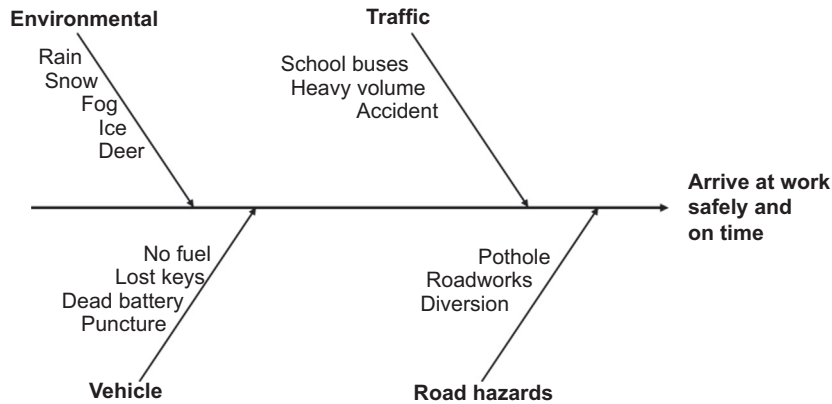 Environmental
Rain
Snow
Fog
Ice
Deer
Traffic
School buses
Heavy volume
Accident
Arrive at work
safely and
on time
No fuel
Lost keys
Dead battery
Puncture
Vehicle
Pothole
Roadworks
Diversion
Road hazards